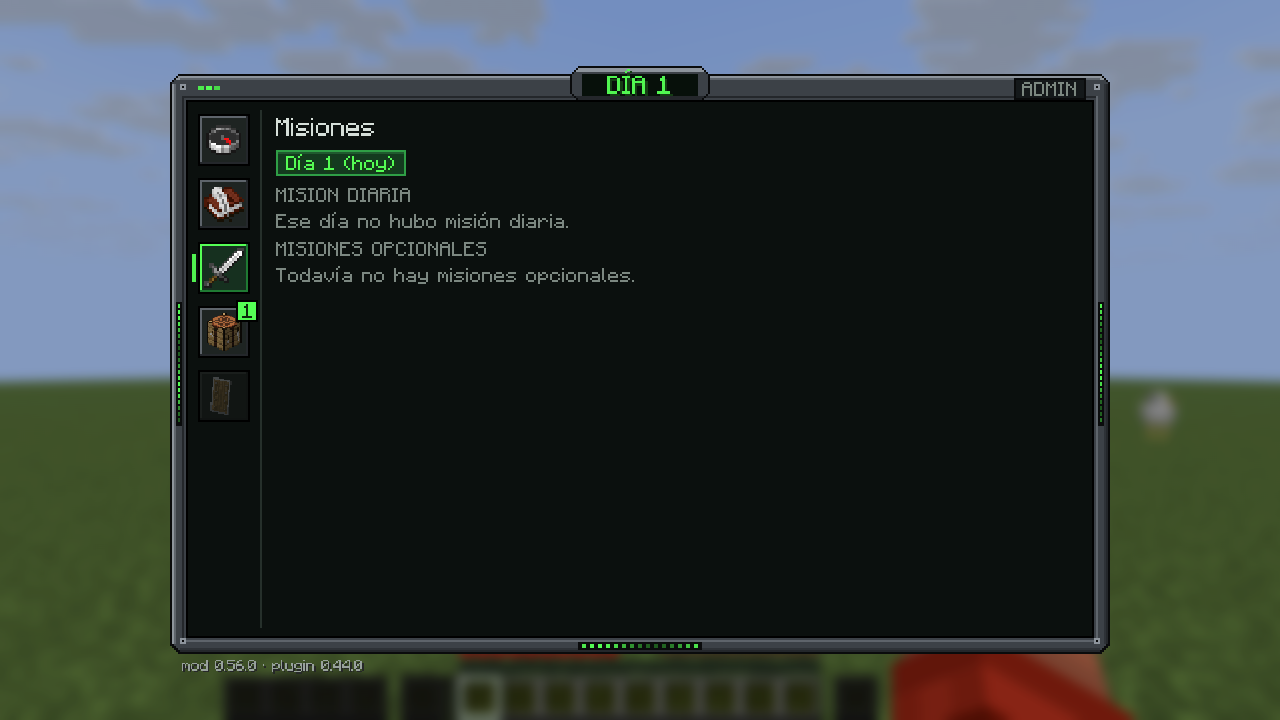 DÍA 1
ADMIN
Misiones
Día 1 (hoy)
MISION DIARIA
Ese día no hubo misión diaria.
MISIONES OPCIONALES
Todavía no hay misiones opcionales.
1
mod 0.56.0 · plugin 0.44.0